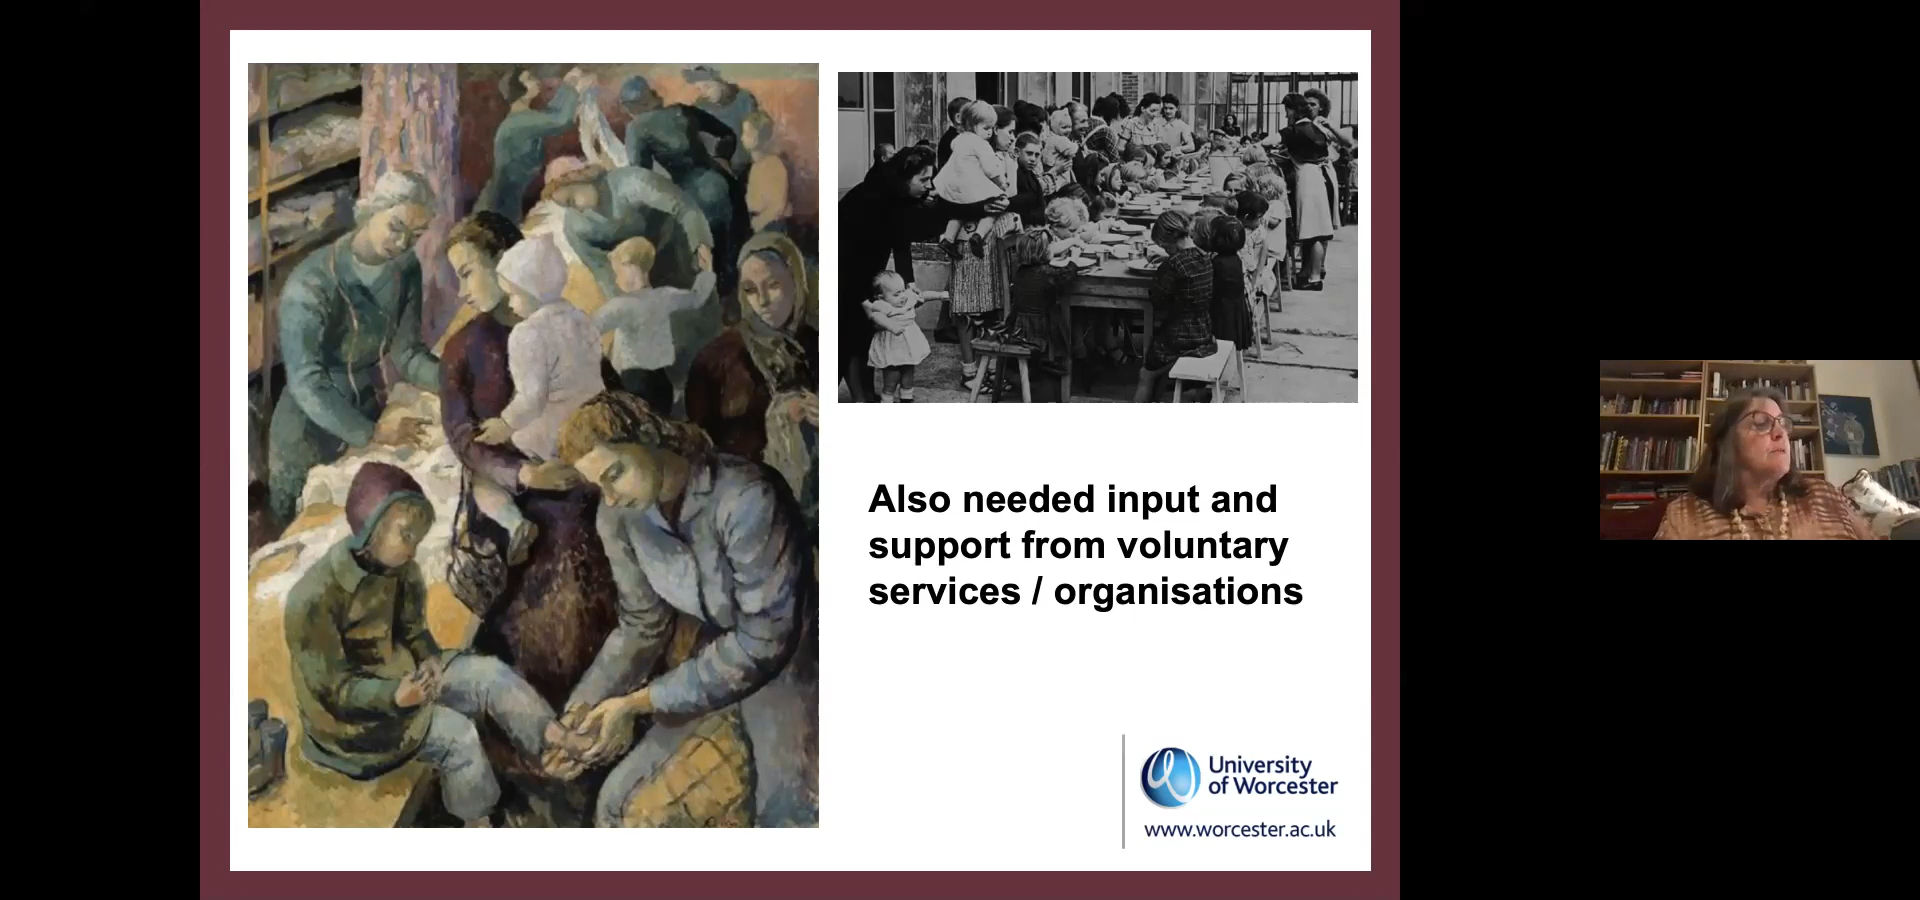 Also needed input and
support from voluntary
services / organisations
University
of Worcester
www.worcester.ac.uk